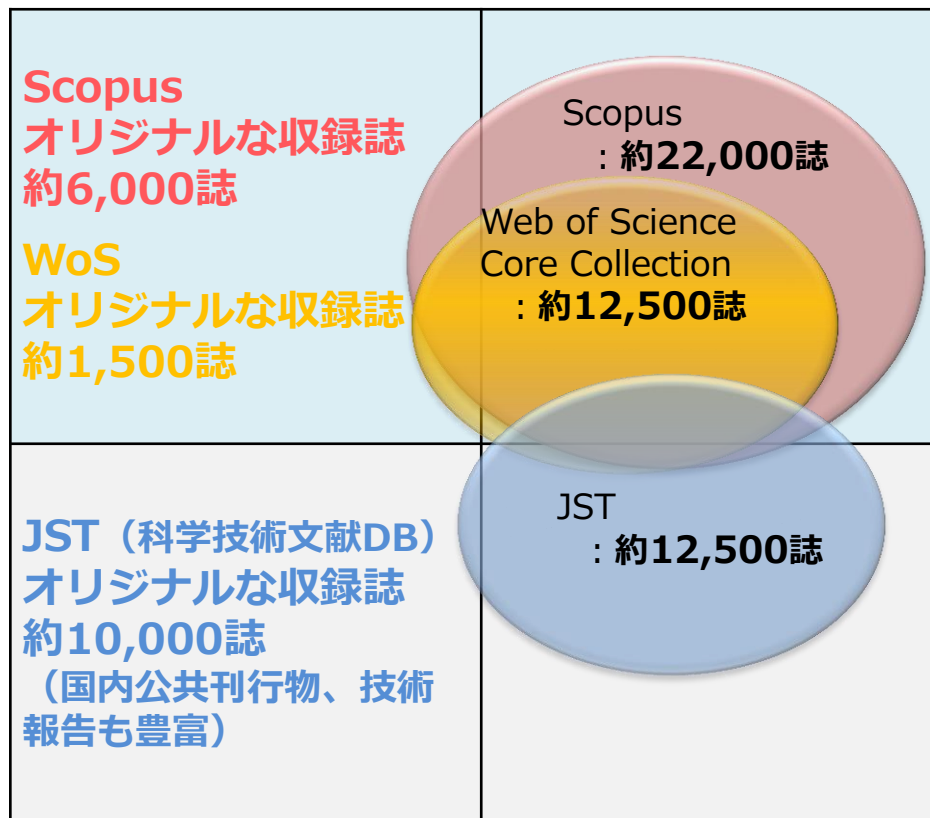 Scopus
オリジナルな収録誌
約6,000誌
WoS
オリジナルな収録誌
約1,500誌
Scopus
：約22,000誌
Web of Science
Core Collection
：約12,500誌
JST（科学技術文献DB）
オリジナルな収録誌
約10,000誌
（国内公共刊行物、技術
報告も豊富）
JST
：約12,500誌